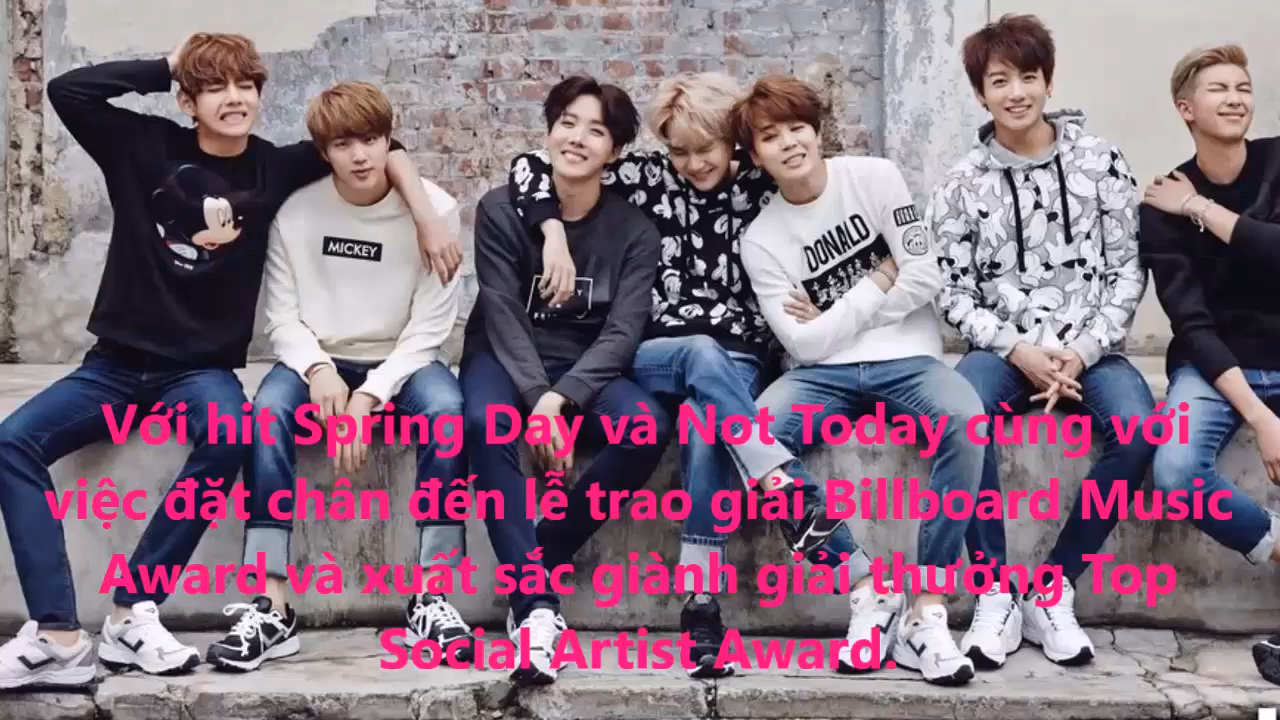 MICKEY
DONALD
Với hit Spring Day và Not Today cùng với
việc đặt chân đến lễ trao giải Billboard Music
Award và xuất sắc giành giải thưởng Top
Social Artist Award.